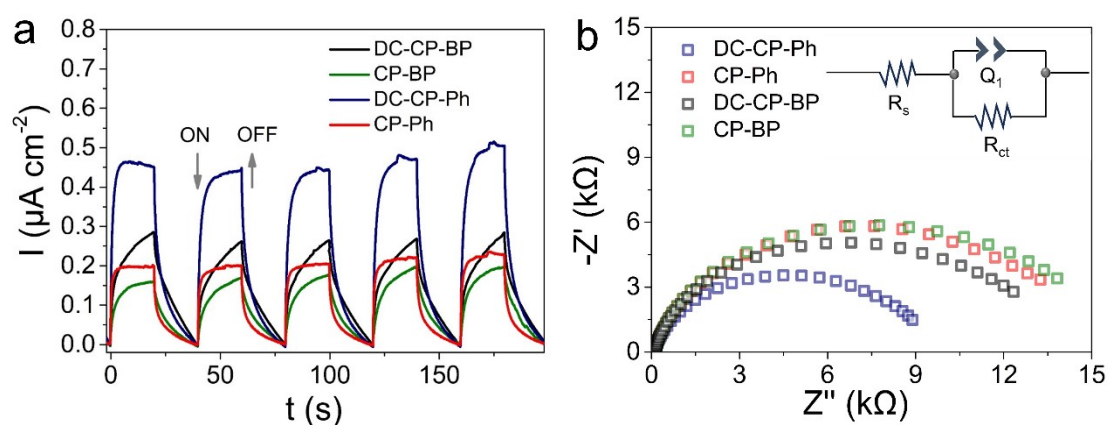 a
0.8
0.7
0.6
0.5
0.4
0.3
0.2
0.1
0.0
I (µA cm-2)
DC-CP-BP
CP-BP
DC-CP-Ph
CP-Ph
ON
OFF
0
50
100
150
t (s)
b
15
12
9
6
3
0
-Z' (kΩ)
DC-CP-Ph
CP-Ph
DC-CP-BP
CP-BP
Rs
Q1
Rct
0
3
6
9
12
15
Z" (kΩ)